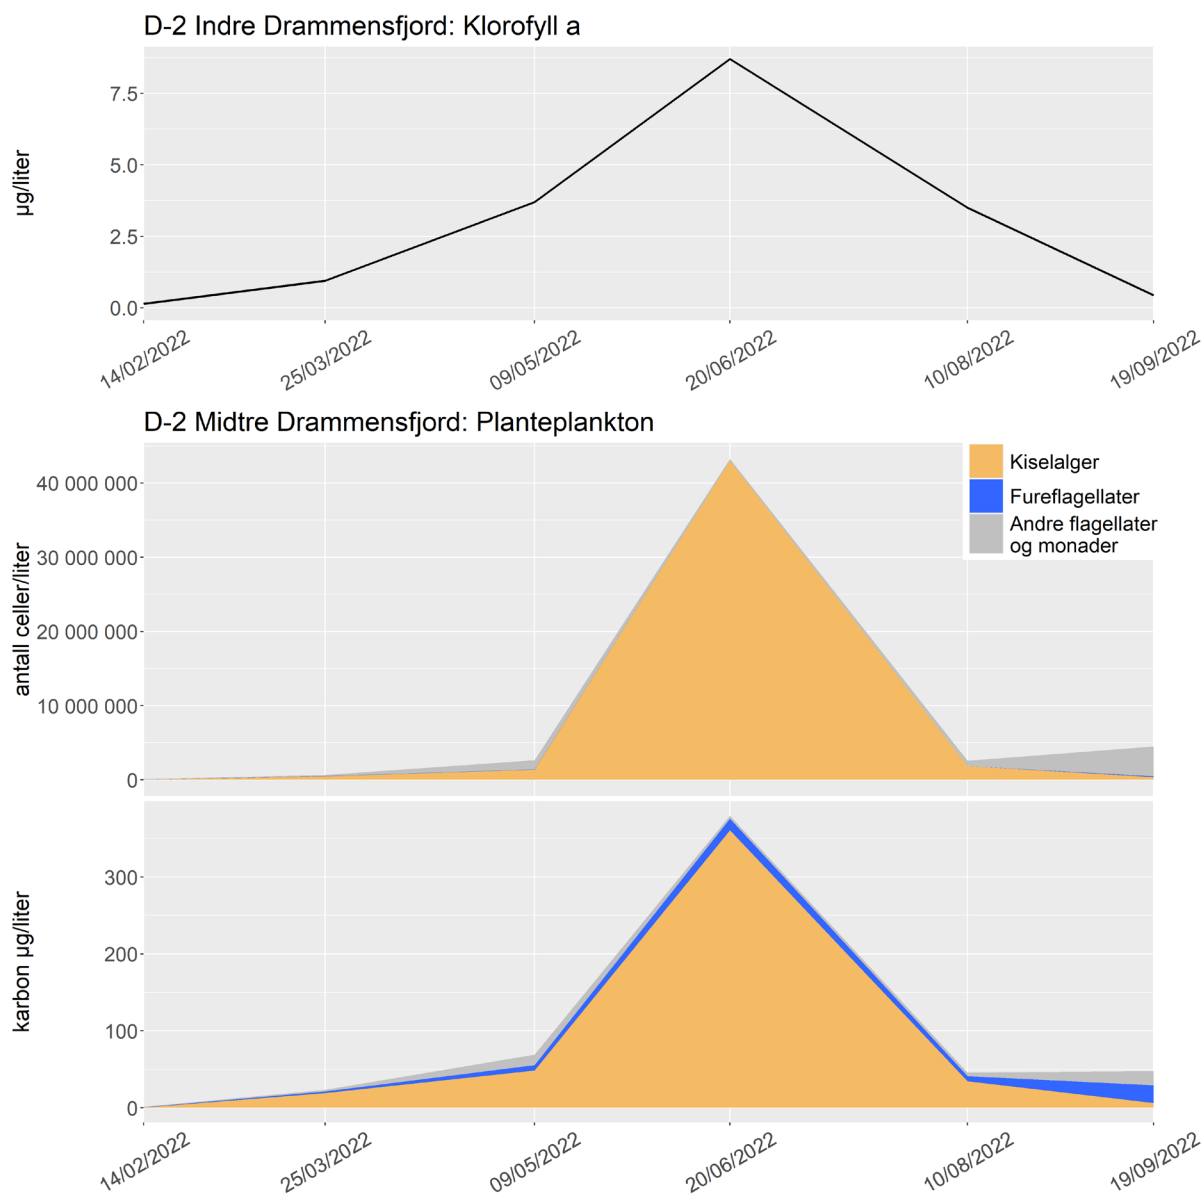 D-2 Indre Drammensfjord: Klorofyll a
µg/liter
7.5
5.0
2.5
0.0
14/02/2022
25/03/2022
09/05/2022
20/06/2022
10/08/2022
19/09/2022
D-2 Midtre Drammensfjord: Planteplankton
antall celler/liter
40 000 000
30 000 000
20 000 000
10 000 000
0
Kiselalger
Fureflagellater
Andre flagellater
og monader
karbon µg/liter
300
200
100
0
14/02/2022
25/03/2022
09/05/2022
20/06/2022
10/08/2022
19/09/2022